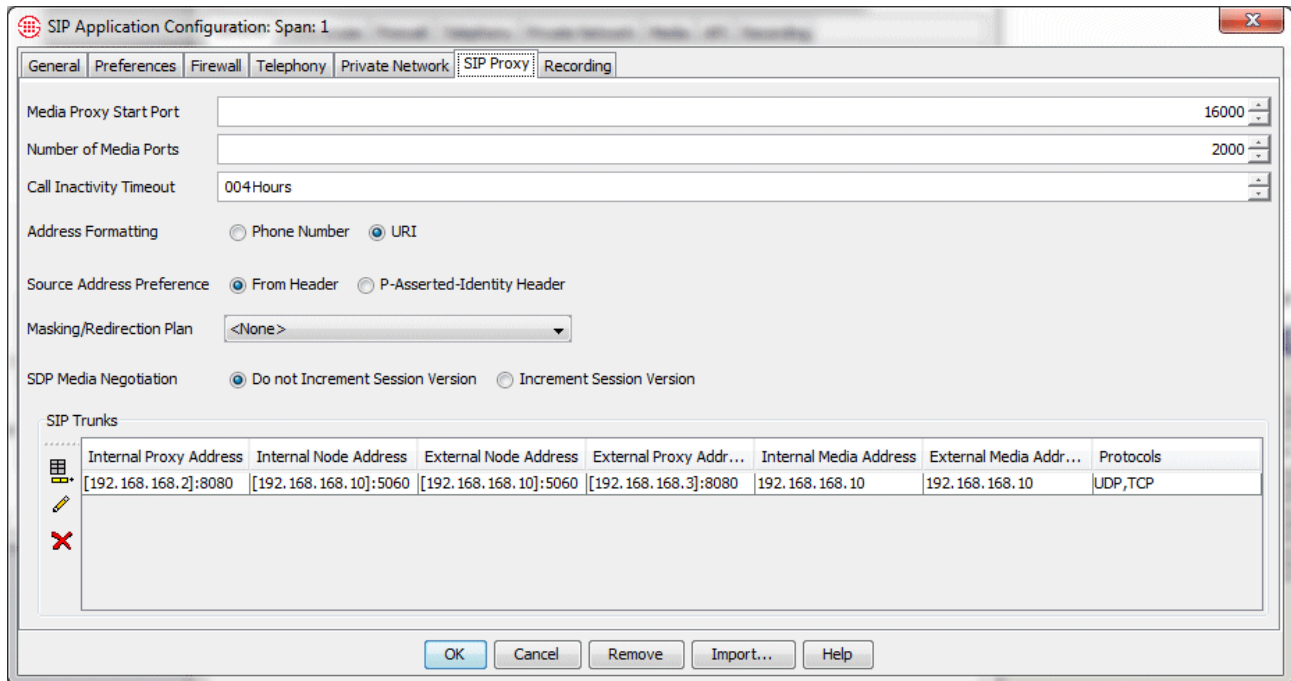 SIP Application Configuration: Span: 1
General Preferences Firewall Telephony Private Network SIP Proxy Recording
Media Proxy Start Port 16000
Number of Media Ports 2000
Call Inactivity Timeout 004 Hours
Address Formatting Phone Number URI
Source Address Preference From Header P-Asserted-Identity Header
Masking/Redirection Plan <None>
SDP Media Negotiation Do not Increment Session Version Increment Session Version
SIP Trunks
Internal Proxy Address Internal Node Address External Node Address External Proxy Addr... Internal Media Address External Media Addr... Protocols
[192.168.168.2]:8080 [192.168.168.10]:5060 [192.168.168.10]:5060 [192.168.168.3]:8080 192.168.168.10 192.168.168.10 UDP,TCP
OK Cancel Remove Import... Help